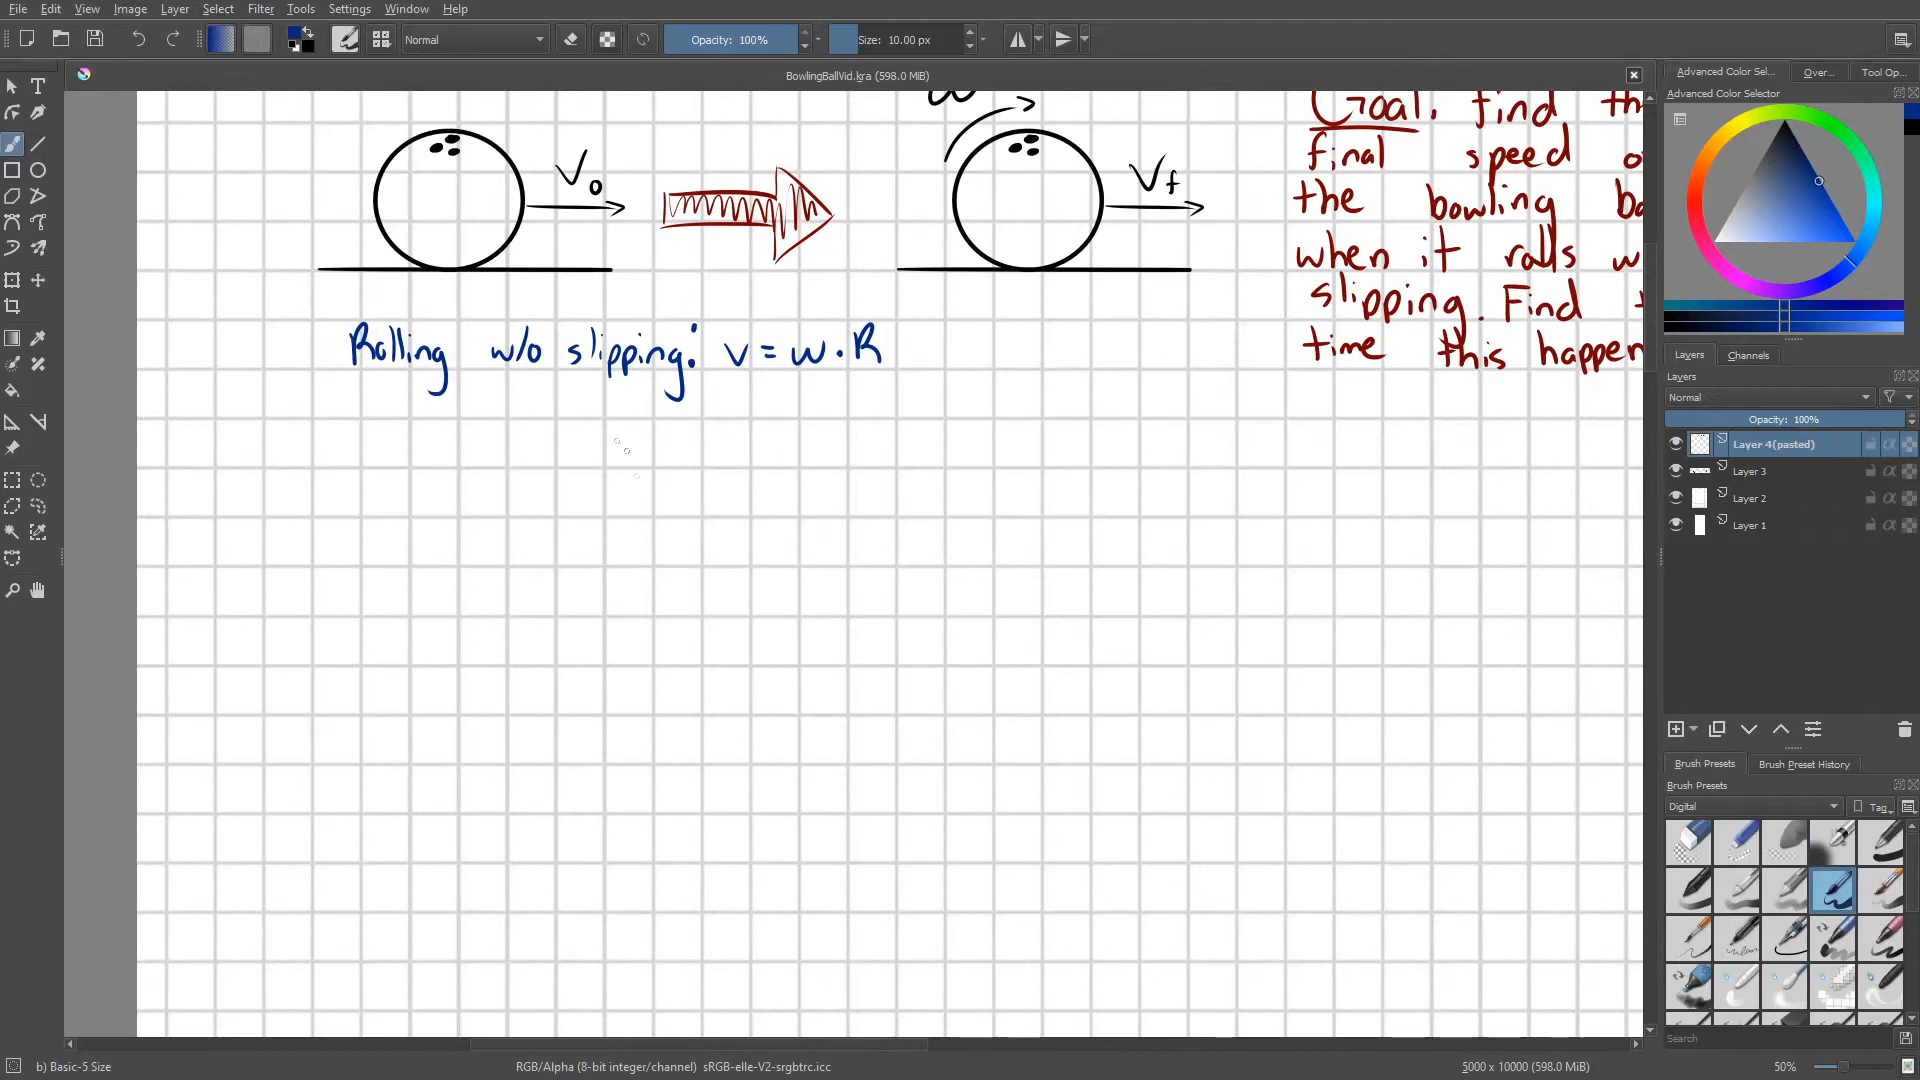 File Edit View Image Layer Select Filter Tools Settings Window Help
Normal
Opacity: 100%
Size: 10.00 px
BowlingBallVid.kra (598.0 MiB)
Advanced Color Sel... Over... Tool Op...
Advanced Color Selector
w
V0
Vf
Goal. find th
final speed o
the bowling ba
when it rolls w
slipping. Find t
time this happen
Rolling w/o slipping: v = w · R
Layers Channels
Layers
Normal
Opacity: 100%
Layer 4(pasted)
Layer 3
Layer 2
Layer 1
Brush Presets Brush Preset History
Brush Presets
Digital
Tag
Search
b) Basic-5 Size
RGB/Alpha (8-bit integer/channel) sRGB-elle-V2-srgbtrc.icc
5000 x 10000 (598.0 MiB)
50%